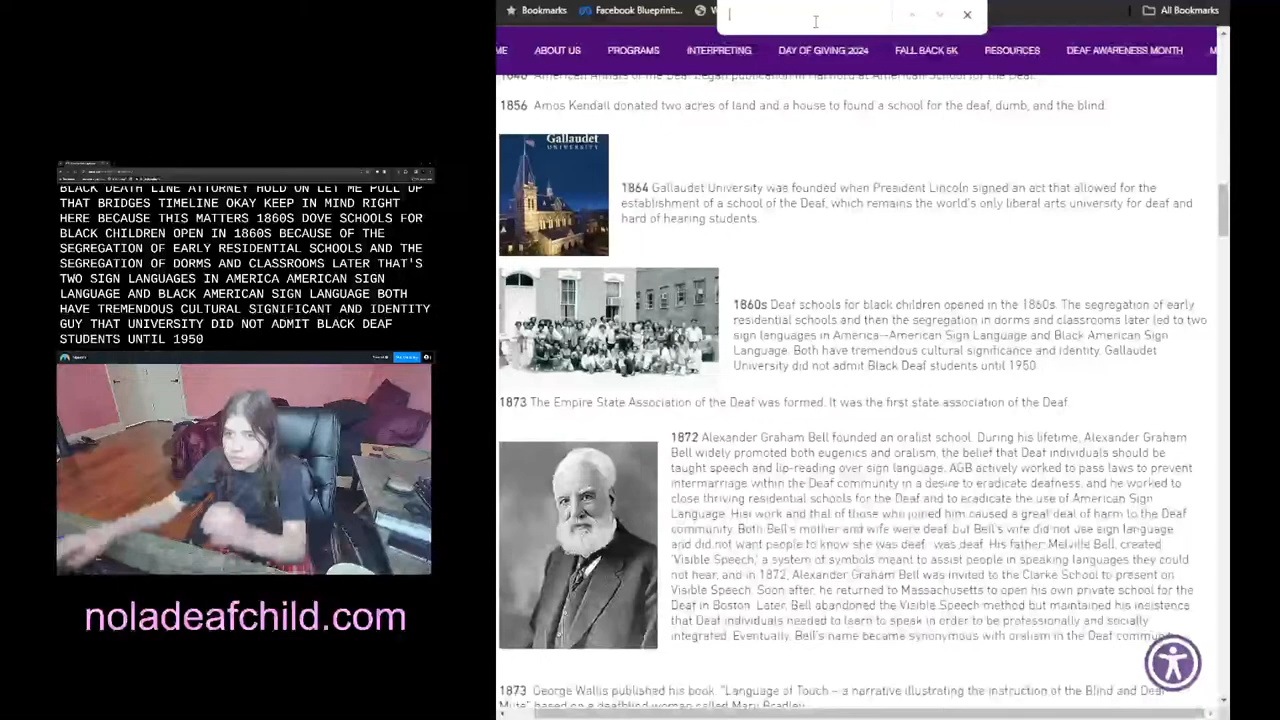 Bookmarks
Facebook Blueprint:...
All Bookmarks
ME ABOUT US PROGRAMS INTERPRETING DAY OF GIVING 2024 FALL BACK 5K RESOURCES DEAF AWARENESS MONTH M
American Annals of the Deaf began publication in Harvard at American School for the Deaf.
1856 Amos Kendall donated two acres of land and a house to found a school for the deaf, dumb, and the blind.
Gallaudet
UNIVERSITY
1864 Gallaudet University was founded when President Lincoln signed an act that allowed for the
establishment of a school of the Deaf, which remains the world's only liberal arts university for deaf and
hard of hearing students.
1860s Deaf schools for black children opened in the 1860s. The segregation of early
residential schools and then the segregation in dorms and classrooms later led to two
sign languages in America—American Sign Language and Black American Sign
Language. Both have tremendous cultural significance and identity. Gallaudet
University did not admit Black Deaf students until 1950.
1873 The Empire State Association of the Deaf was formed. It was the first state association of the Deaf.
1872 Alexander Graham Bell founded an oralist school. During his lifetime, Alexander Graham
Bell widely promoted both eugenics and oralism, the belief that Deaf individuals should be
taught speech and lip-reading over sign language. AGB actively worked to pass laws to prevent
intermarriage within the Deaf community in a desire to eradicate deafness, and he worked to
close thriving residential schools for the Deaf and to eradicate the use of American Sign
Language. His work and that of those who joined him caused a great deal of harm to the Deaf
community. Both Bell's mother and wife were deaf but Bell's wife did not use sign language
and did not want people to know she was deaf. was deaf. His father Melville Bell, created
"Visible Speech," a system of symbols meant to assist people in speaking languages they could
not hear, and in 1872, Alexander Graham Bell was invited to the Clarke School to present on
Visible Speech. Soon after, he returned to Massachusetts to open his own private school for the
Deaf in Boston. Later, Bell abandoned the Visible Speech method but maintained his insistence
that Deaf individuals needed to learn to speak in order to be professionally and socially
integrated. Eventually, Bell's name became synonymous with oralism in the Deaf
1873 George Wallis published his book, "Language of Touch – a narrative illustrating the instruction of the Blind and Deaf
Mute" based on a deafblind woman called Mary Bradley.
BLACK DEATH LINE ATTORNEY HOLD ON LET ME PULL UP
THAT BRIDGES TIMELINE OKAY KEEP IN MIND RIGHT
HERE BECAUSE THIS MATTERS 1860S DOVE SCHOOLS FOR
BLACK CHILDREN OPEN IN 1860S BECAUSE OF THE
SEGREGATION OF EARLY RESIDENTIAL SCHOOLS AND THE
SEGREGATION OF DORMS AND CLASSROOMS LATER THAT'S
TWO SIGN LANGUAGES IN AMERICA AMERICAN SIGN
LANGUAGE AND BLACK AMERICAN SIGN LANGUAGE BOTH
HAVE TREMENDOUS CULTURAL SIGNIFICANT AND IDENTITY
GUY THAT UNIVERSITY DID NOT ADMIT BLACK DEAF
STUDENTS UNTIL 1950
noladeafchild.com